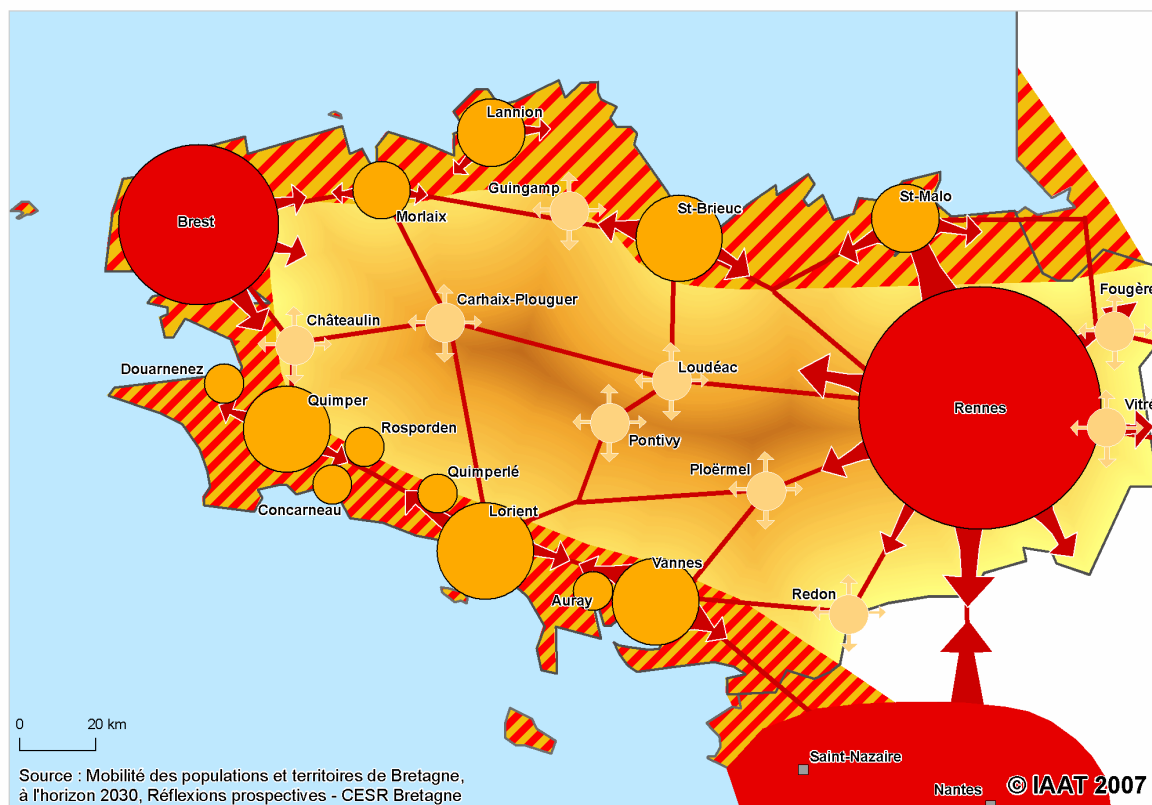 Lannion
Guingamp
St-Malo
St-Brieuc
Morlaix
Brest
Fougère
Carhaix-Plouguer
Châteaulin
Douarnenez
Loudéac
Quimper
Rennes
Vitré
Rosporden
Pontivy
Ploërmel
Quimperlé
Concarneau
Lorient
Vannes
Auray
Redon
0 20 km
Saint-Nazaire
Source : Mobilité des populations et territoires de Bretagne,
à l'horizon 2030, Réflexions prospectives - CESR Bretagne
Nantes
© IAAT 2007